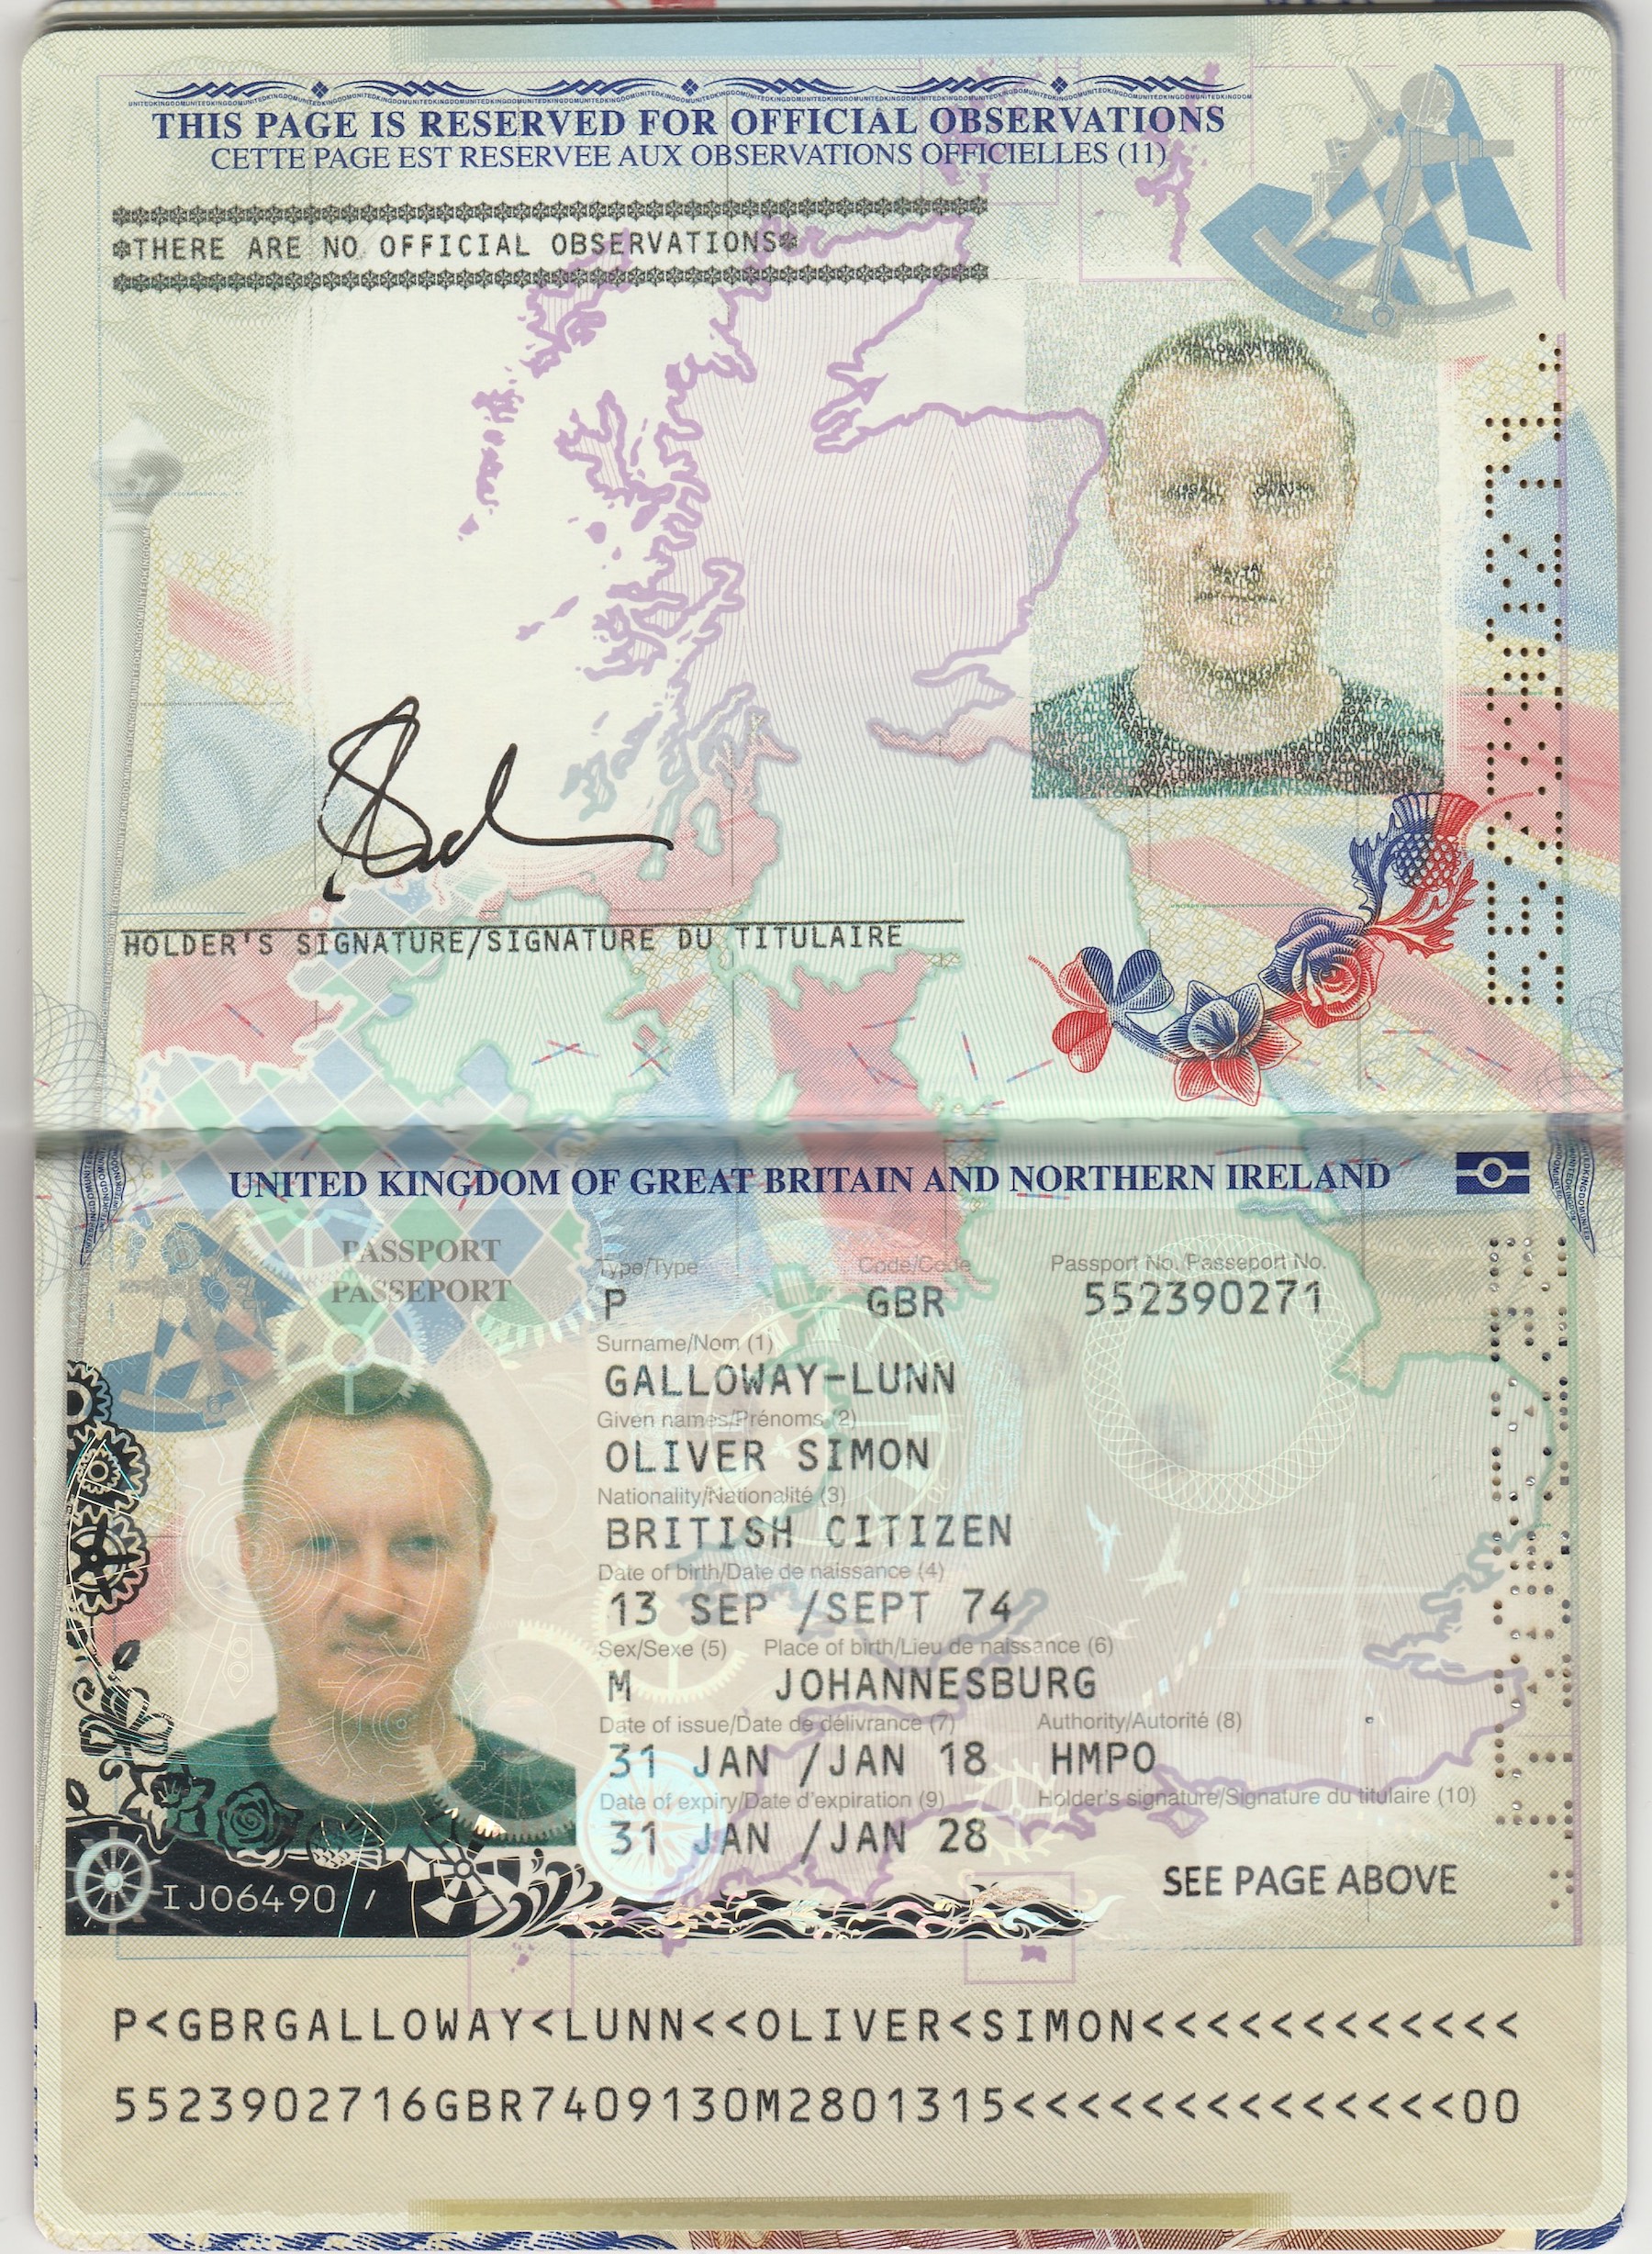 THIS PAGE IS RESERVED FOR OFFICIAL OBSERVATIONS
CETTE PAGE EST RESERVEE AUX OBSERVATIONS OFFICIELLES (11)
*THERE ARE NO OFFICIAL OBSERVATIONS*
HOLDER'S SIGNATURE/SIGNATURE DU TITULAIRE
UNITED KINGDOM OF GREAT BRITAIN AND NORTHERN IRELAND
PASSPORT
PASSEPORT
Type/Type Code/Code Passport No./Passeport No.
P GBR 552390271
Surname/Nom (1)
GALLOWAY-LUNN
Given names/Prénoms (2)
OLIVER SIMON
Nationality/Nationalité (3)
BRITISH CITIZEN
Date of birth/Date de naissance (4)
13 SEP /SEPT 74
Sex/Sexe (5) Place of birth/Lieu de naissance (6)
M JOHANNESBURG
Date of issue/Date de délivrance (7) Authority/Autorité (8)
31 JAN /JAN 18 HMPO
Date of expiry/Date d'expiration (9) Holder's signature/Signature du titulaire (10)
31 JAN /JAN 28
SEE PAGE ABOVE
IJ06490
P<GBRGALLOWAY<LUNN<<OLIVER<SIMON<<<<<<<<<<<<
5523902716GBR7409130M2801315<<<<<<<<<<<<<<00